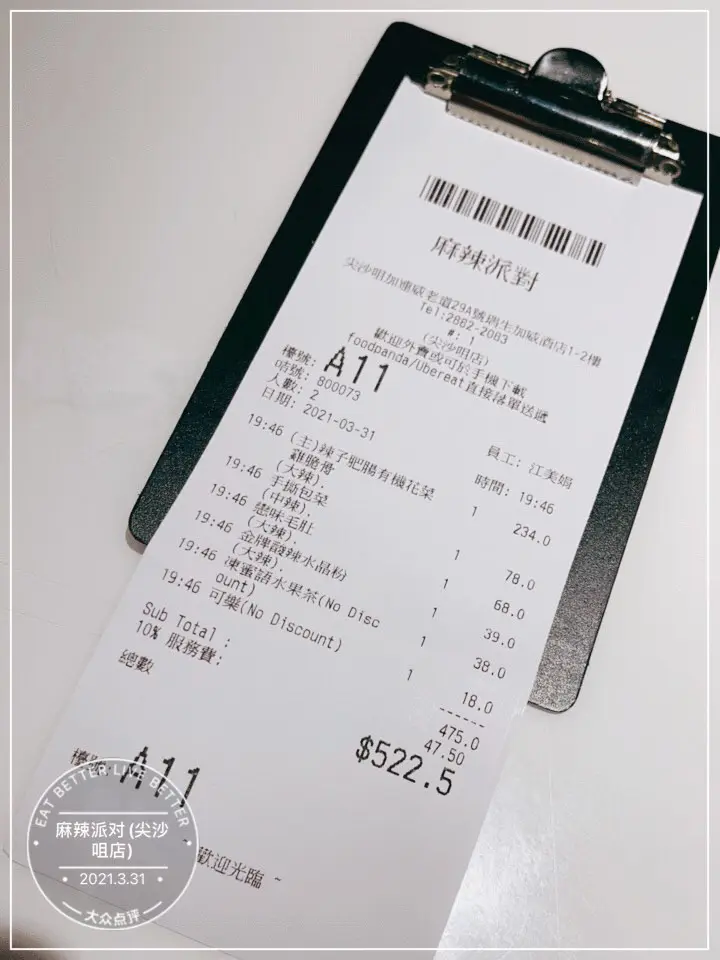 麻辣派對
尖沙咀加連威老道29A號瑪生加威酒店1-2樓
Tel:2882-2083
#: 1
(尖沙咀店)
歡迎外賣或可於手機下載
foodpanda/Ubereat直接落單送遞
檯號: A11
咭號: 800073
人數: 2 員工: 江美娟
日期: 2021-03-31 時間: 19:46
19:46 (主)辣子肥腸有機花菜 1 234.0
雞脆骨
(大辣).
19:46 手撕包菜 1 78.0
(中辣).
19:46 戀味毛肚 1 68.0
(大辣).
19:46 金牌酸辣水晶粉 1 39.0
(大辣).
19:46 凍蜜語水果茶(No Disc 1 38.0
ount)
19:46 可樂(No Discount) 1 18.0
------
Sub Total : 475.0
10% 服務費: 47.50
總數 $522.5
檯號: A11
歡迎光臨 ~
EAT BETTER LIVE BETTER
麻辣派对(尖沙
咀店)
2021.3.31
大众点评